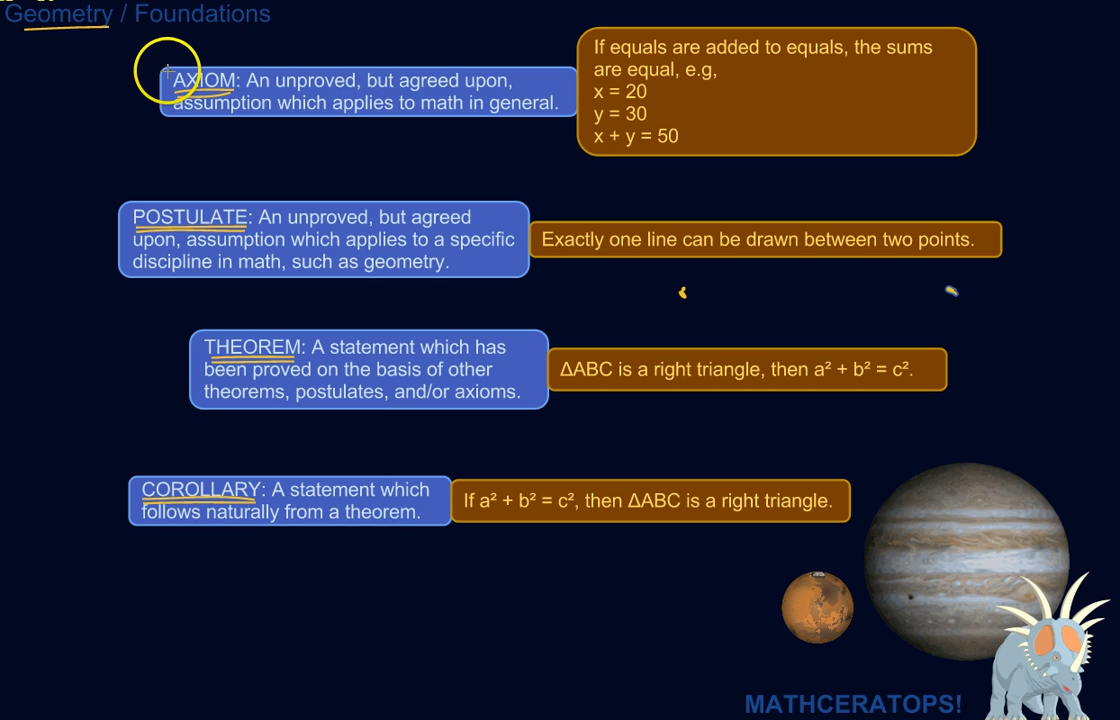 Geometry / Foundations
AXIOM: An unproved, but agreed upon,
assumption which applies to math in general.
If equals are added to equals, the sums
are equal, e.g,
x = 20
y = 30
x + y = 50
POSTULATE: An unproved, but agreed
upon, assumption which applies to a specific
discipline in math, such as geometry.
Exactly one line can be drawn between two points.
THEOREM: A statement which has
been proved on the basis of other
theorems, postulates, and/or axioms.
ΔABC is a right triangle, then a² + b² = c².
COROLLARY: A statement which
follows naturally from a theorem.
If a² + b² = c², then ΔABC is a right triangle.
MATHCERATOPS!